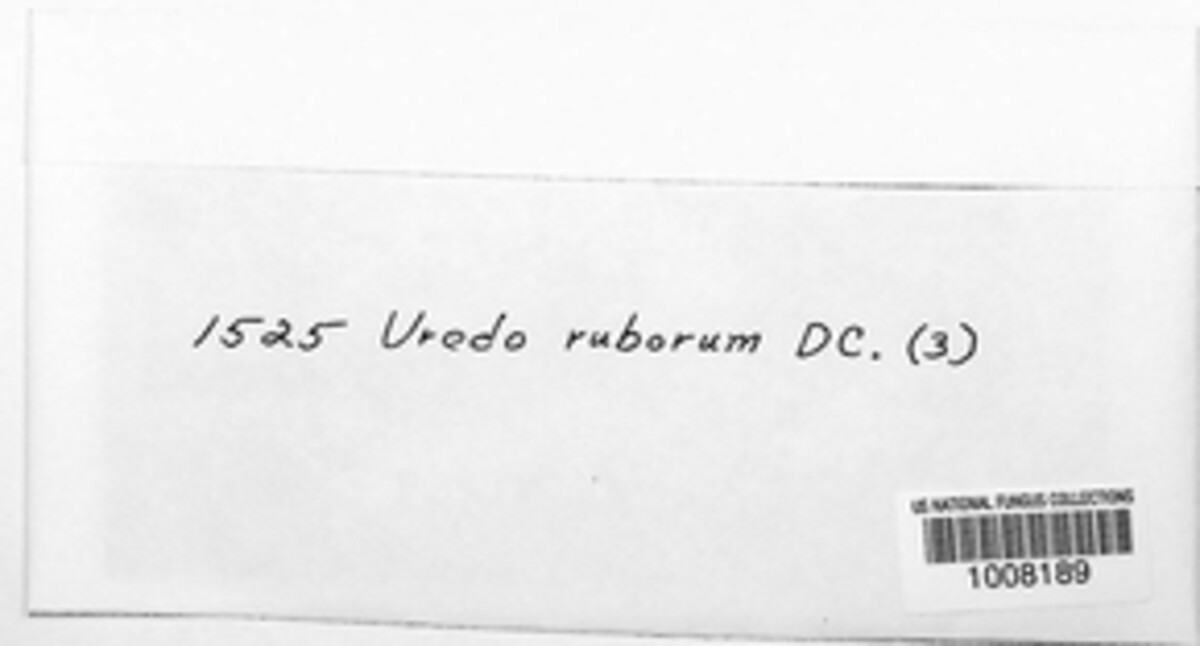 1525 Uredo ruborum DC. (3)
US NATIONAL FUNGUS COLLECTIONS
1008189